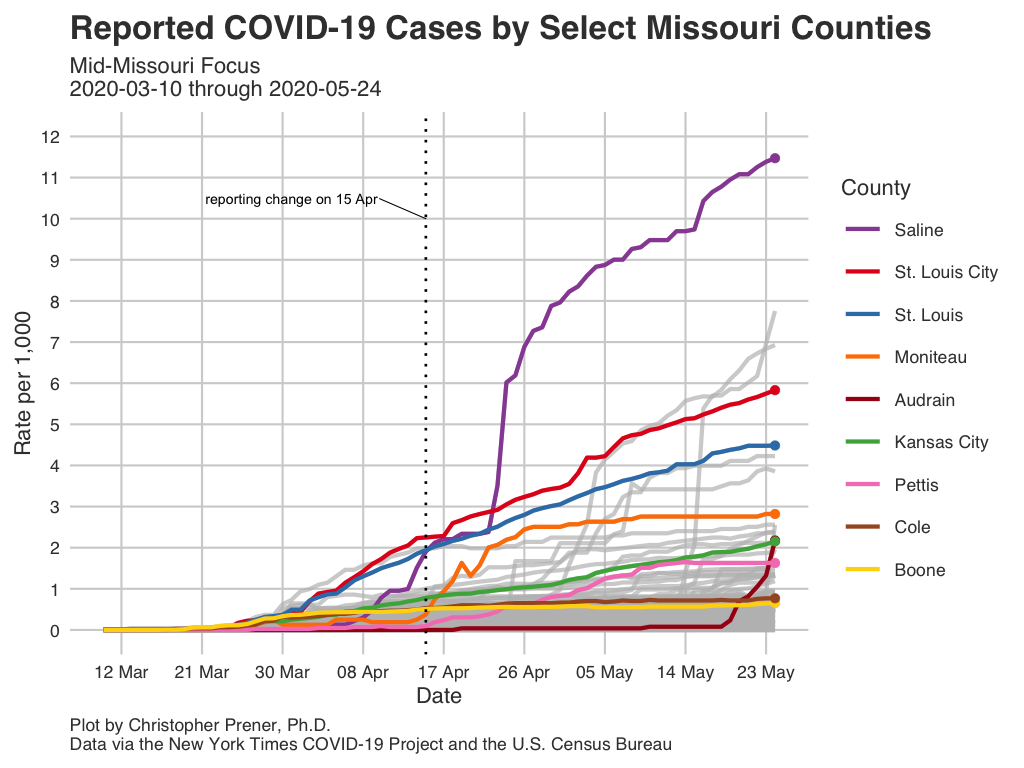 Reported COVID-19 Cases by Select Missouri Counties
Mid-Missouri Focus
2020-03-10 through 2020-05-24
Rate per 1,000
12
11
10
9
8
7
6
5
4
3
2
1
0
reporting change on 15 Apr
12 Mar
21 Mar
30 Mar
08 Apr
17 Apr
26 Apr
05 May
14 May
23 May
Date
County
Saline
St. Louis City
St. Louis
Moniteau
Audrain
Kansas City
Pettis
Cole
Boone
Plot by Christopher Prener, Ph.D.
Data via the New York Times COVID-19 Project and the U.S. Census Bureau